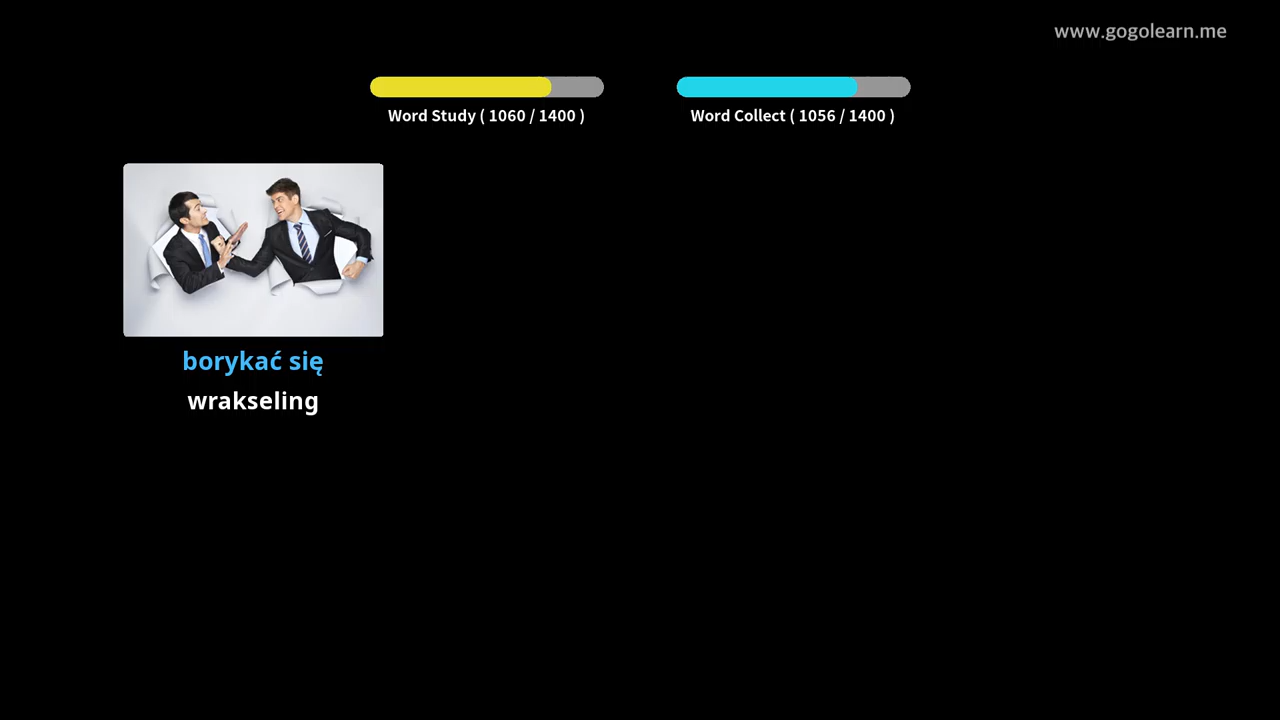 www.gogolearn.me
Word Study ( 1060 / 1400 )
Word Collect ( 1056 / 1400 )
borykać się
wrakseling